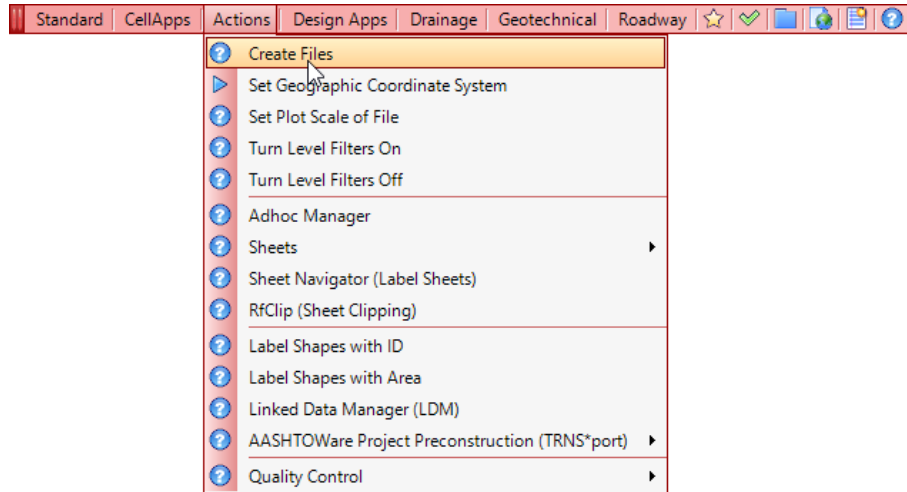 Standard CellApps Actions Design Apps Drainage Geotechnical Roadway
Create Files
Set Geographic Coordinate System
Set Plot Scale of File
Turn Level Filters On
Turn Level Filters Off
Adhoc Manager
Sheets
Sheet Navigator (Label Sheets)
RfClip (Sheet Clipping)
Label Shapes with ID
Label Shapes with Area
Linked Data Manager (LDM)
AASHTOWare Project Preconstruction (TRNS*port)
Quality Control